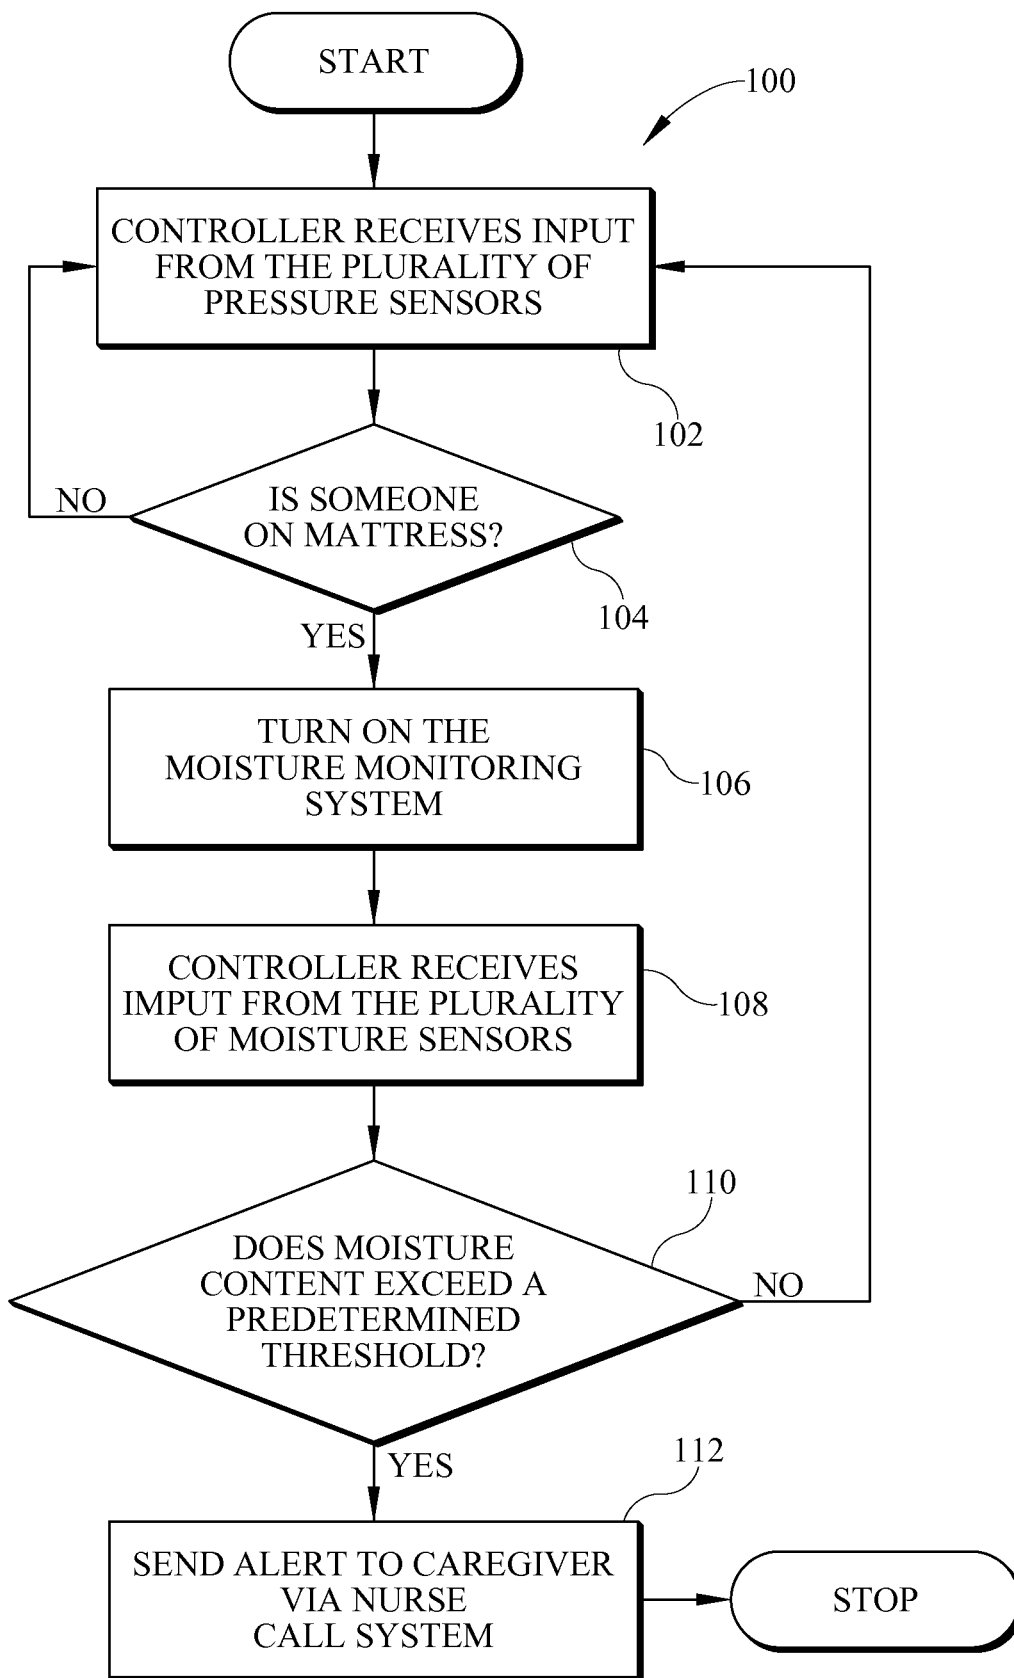 START
100
CONTROLLER RECEIVES INPUT
FROM THE PLURALITY OF
PRESSURE SENSORS
102
IS SOMEONE
ON MATTRESS?
NO
104
YES
TURN ON THE
MOISTURE MONITORING
SYSTEM
106
CONTROLLER RECEIVES
IMPUT FROM THE PLURALITY
OF MOISTURE SENSORS
108
110
DOES MOISTURE
CONTENT EXCEED A
PREDETERMINED
THRESHOLD?
NO
YES
112
SEND ALERT TO CAREGIVER
VIA NURSE
CALL SYSTEM
STOP